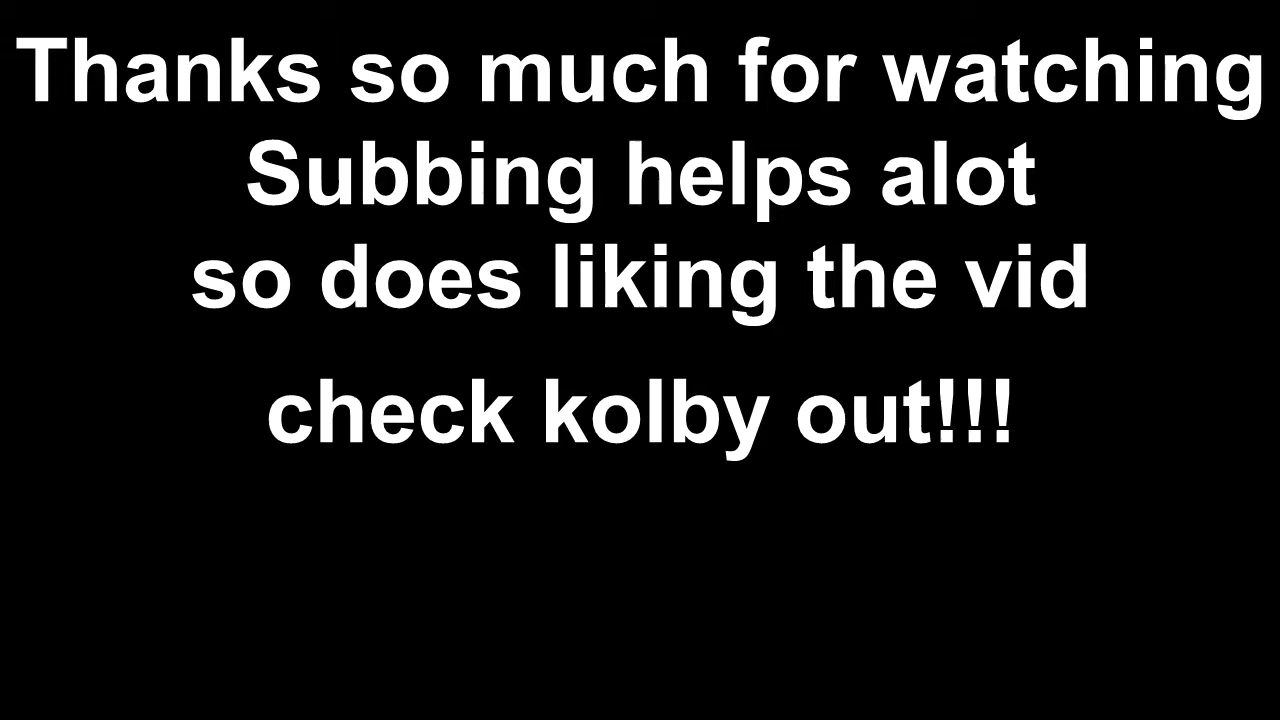 Thanks so much for watching
Subbing helps alot
so does liking the vid
check kolby out!!!